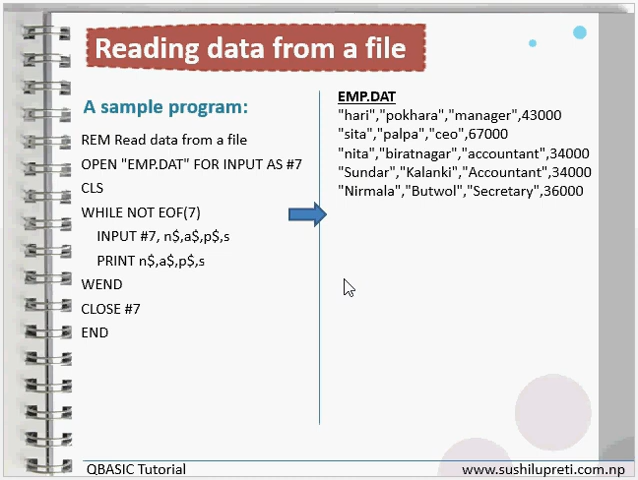 Reading data from a file
A sample program:
REM Read data from a file
OPEN "EMP.DAT" FOR INPUT AS #7
CLS
WHILE NOT EOF(7)
INPUT #7, n$,a$,p$,s
PRINT n$,a$,p$,s
WEND
CLOSE #7
END
EMP.DAT
"hari","pokhara","manager",43000
"sita","palpa","ceo",67000
"nita","biratnagar","accountant",34000
"Sundar","Kalanki","Accountant",34000
"Nirmala","Butwol","Secretary",36000
QBASIC Tutorial
www.sushilupreti.com.np